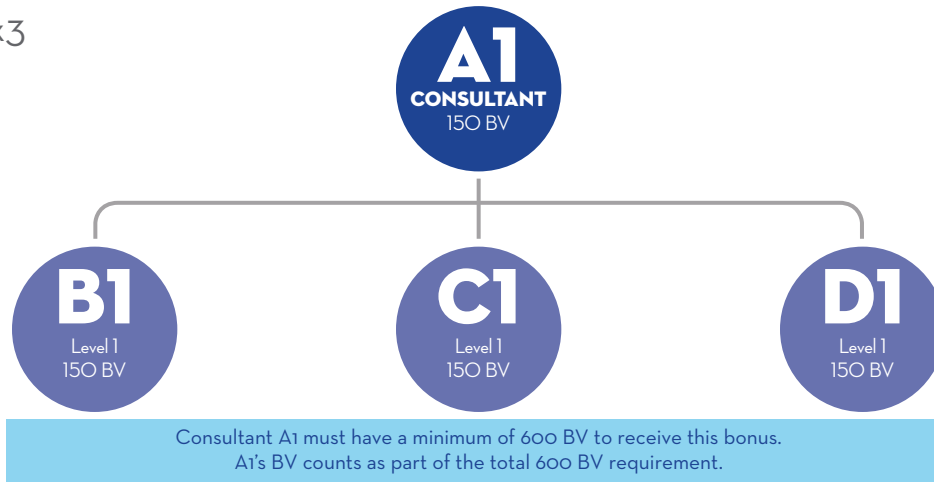 x3
A1
CONSULTANT
150 BV
B1
Level 1
150 BV
C1
Level 1
150 BV
D1
Level 1
150 BV
Consultant A1 must have a minimum of 600 BV to receive this bonus.
A1's BV counts as part of the total 600 BV requirement.